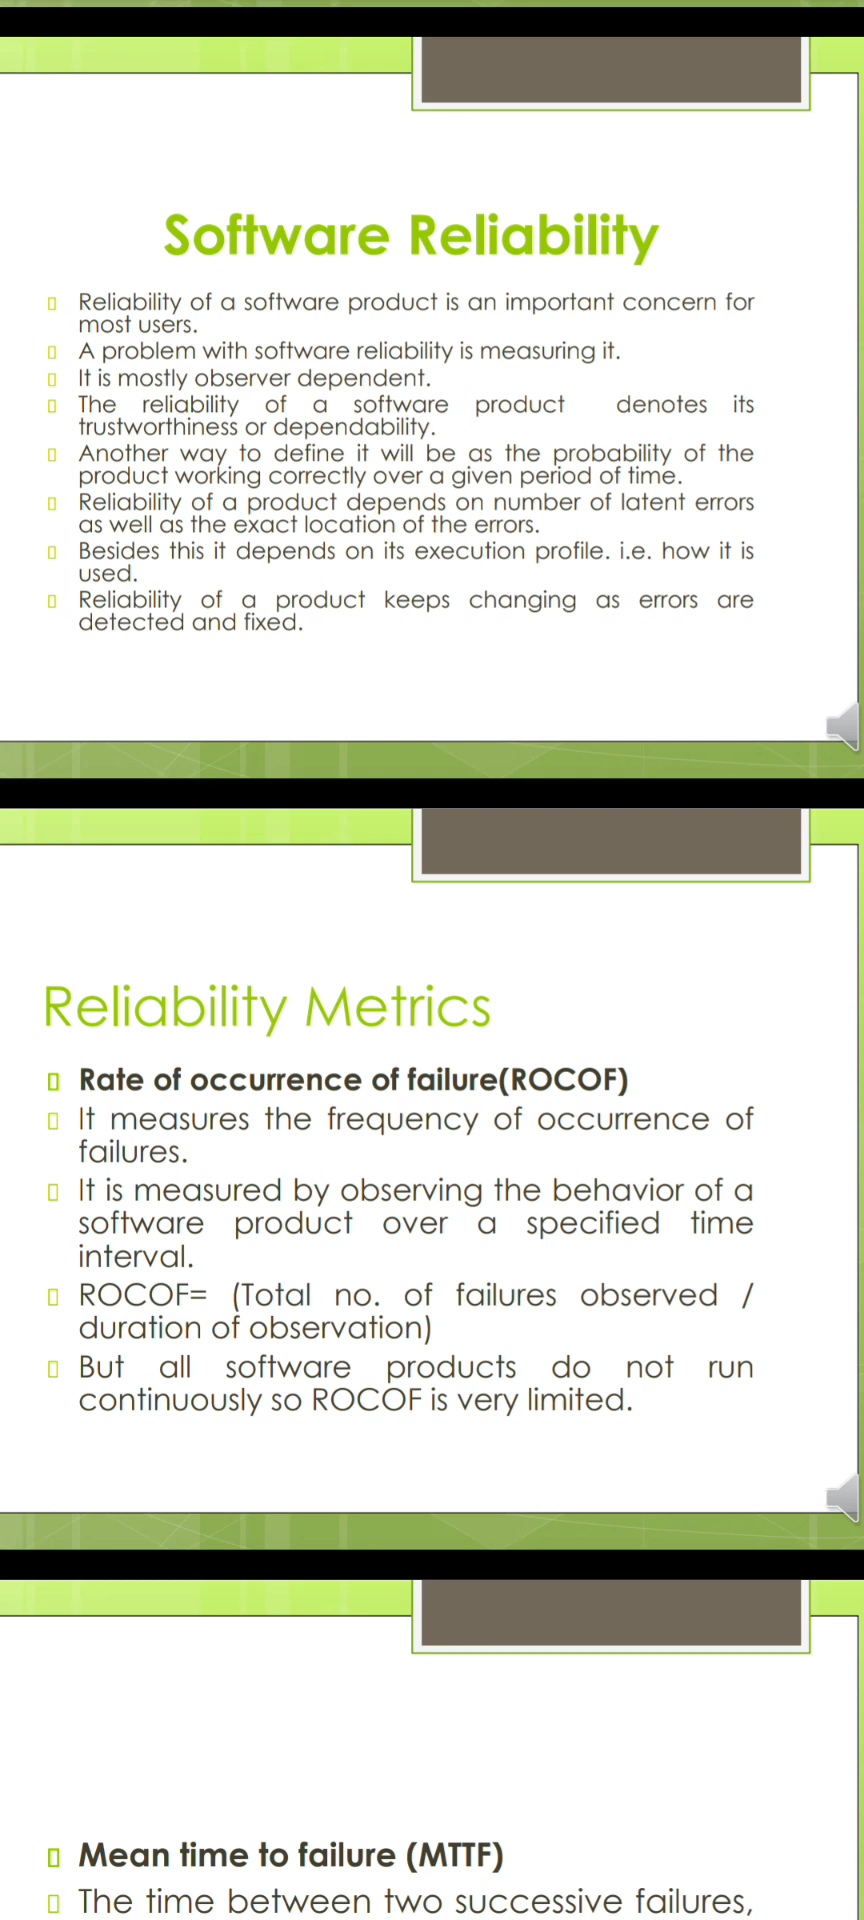 Software Reliability
Reliability of a software product is an important concern for
most users.
A problem with software reliability is measuring it.
It is mostly observer dependent.
The reliability of a software product denotes its
trustworthiness or dependability.
Another way to define it will be as the probability of the
product working correctly over a given period of time.
Reliability of a product depends on number of latent errors
as well as the exact location of the errors.
Besides this it depends on its execution profile. i.e. how it is
used.
Reliability of a product keeps changing as errors are
detected and fixed.
Reliability Metrics
Rate of occurrence of failure(ROCOF)
It measures the frequency of occurrence of
failures.
It is measured by observing the behavior of a
software product over a specified time
interval.
ROCOF= (Total no. of failures observed /
duration of observation)
But all software products do not run
continuously so ROCOF is very limited.
Mean time to failure (MTTF)
The time between two successive failures,